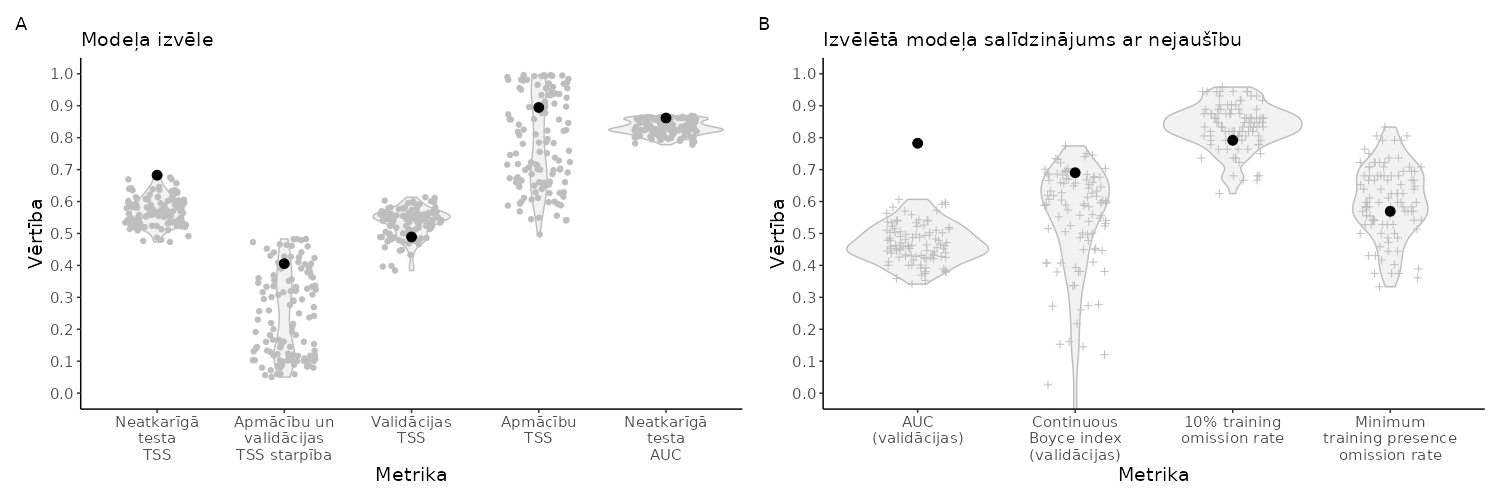 A
Modeļa izvēle
Vērtība
1.0
0.9
0.8
0.7
0.6
0.5
0.4
0.3
0.2
0.1
0.0
Neatkarīgā
testa
TSS
Apmācību un
validācijas
TSS starpība
Validācijas
TSS
Apmācību
TSS
Neatkarīgā
testa
AUC
Metrika
B
Izvēlētā modeļa salīdzinājums ar nejaušību
Vērtība
1.0
0.9
0.8
0.7
0.6
0.5
0.4
0.3
0.2
0.1
0.0
AUC
(validācijas)
Continuous
Boyce index
(validācijas)
10% training
omission rate
Minimum
training presence
omission rate
Metrika